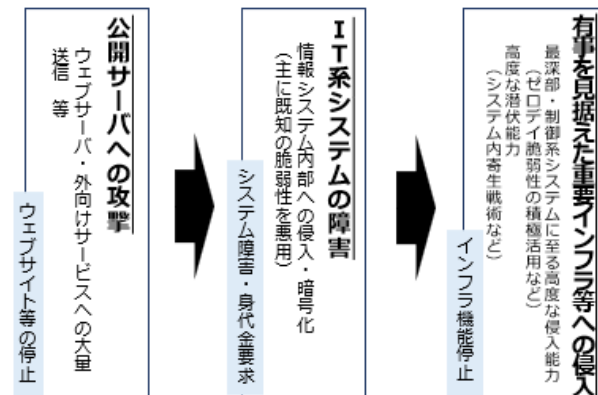 公開サーバへの攻撃
ウェブサーバ・外向けサービスへの大量
送信　等
ウェブサイト等の停止
ＩＴ系システムの障害
情報システム内部への侵入・暗号化
（主に既知の脆弱性を悪用）
システム障害・身代金要求
有事を見据えた重要インフラ等への侵入
最深部・制御系システムに至る高度な侵入能力
（ゼロデイ脆弱性の積極活用など）
高度な潜伏能力
（システム内寄生戦術など）
インフラ機能停止